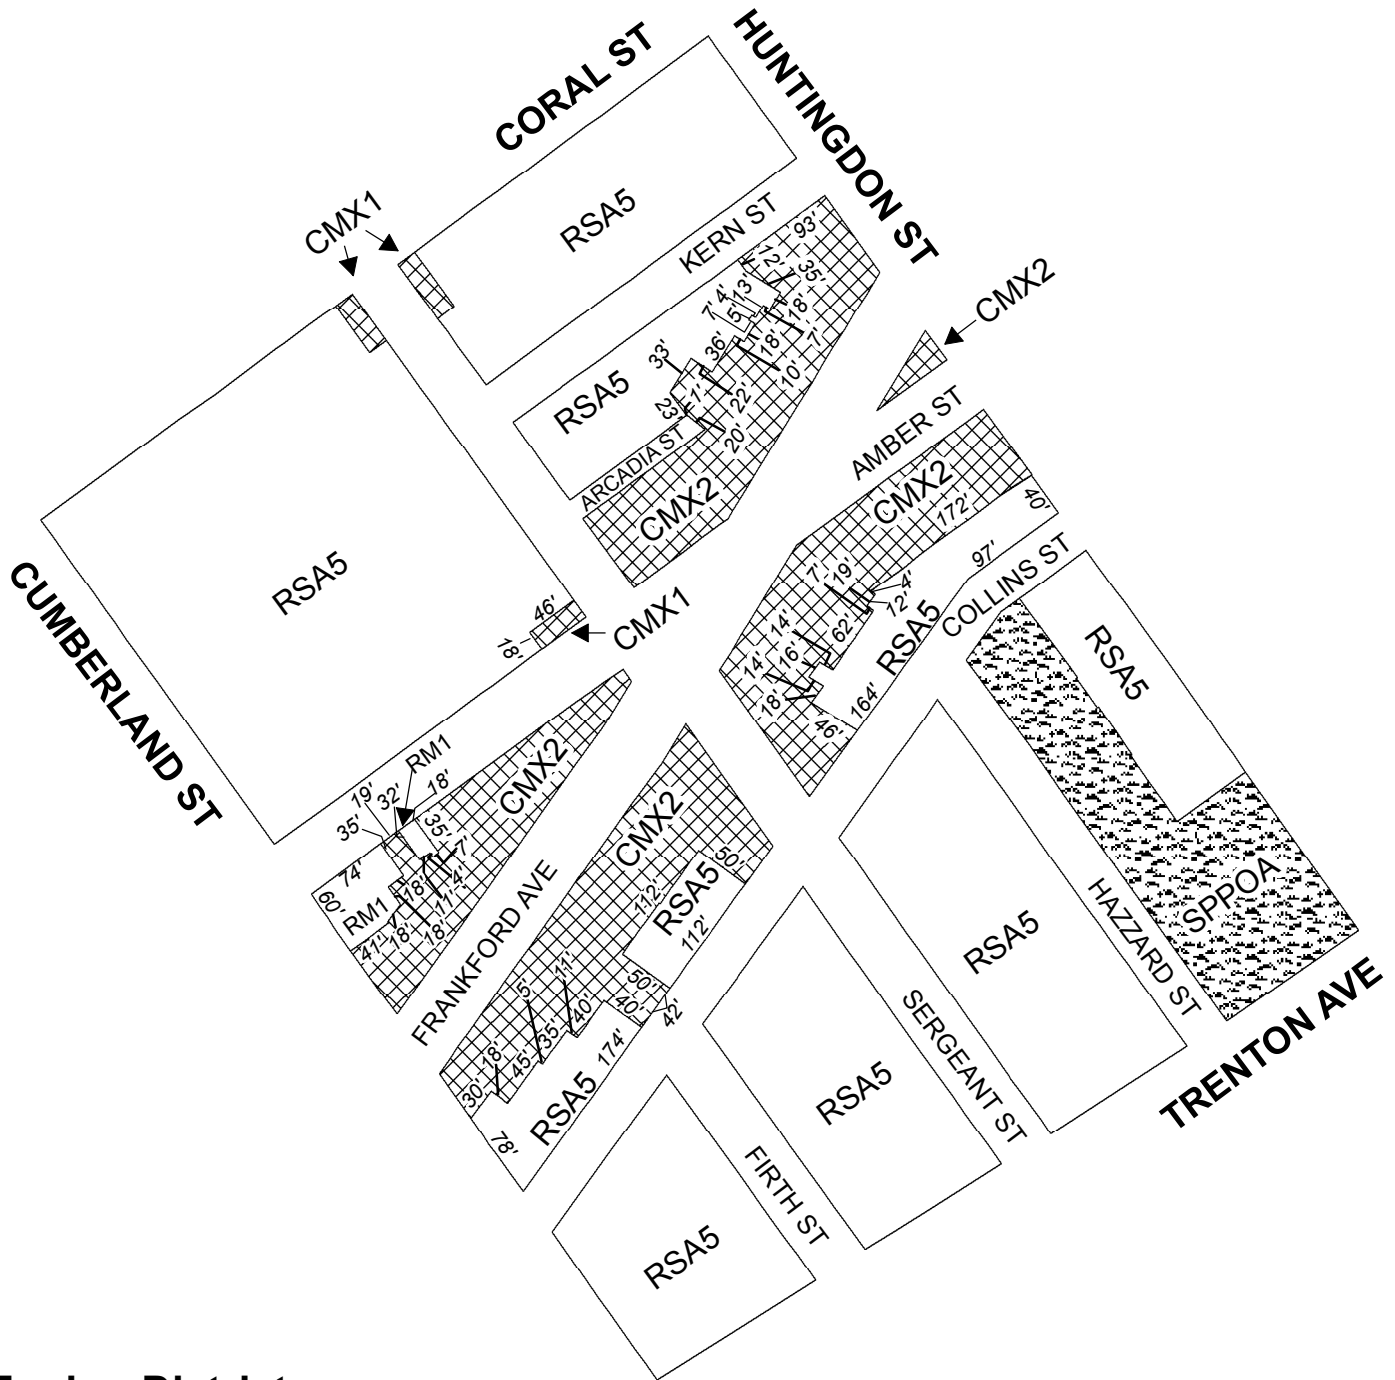 CORAL ST
HUNTINGDON ST
CMX1
RSA5
KERN ST
93'
12'
35'
13'
4'
7'
5'
18'
7'
18'
10'
36'
33'
22'
1'
23'
20'
RSA5
ARCADIA ST
CMX2
CMX2
AMBER ST
CMX2
172'
40'
97'
COLLINS ST
7'
19'
4'
12'
62'
RSA5
14'
16'
14'
18'
46'
164'
RSA5
CUMBERLAND ST
46'
18'
CMX1
RSA5
SPPOA
HAZZARD ST
TRENTON AVE
RM1
18'
CMX2
19'
32'
35'
35'
7'
4'
11'
18'
74'
60'
RM1
41'
18'
18'
FRANKFORD AVE
CMX2
50'
RSA5
112'
112'
50'
40'
42'
11'
5'
40'
35'
45'
18'
30'
174'
RSA5
78'
RSA5
SERGEANT ST
RSA5
FIRTH ST
RSA5